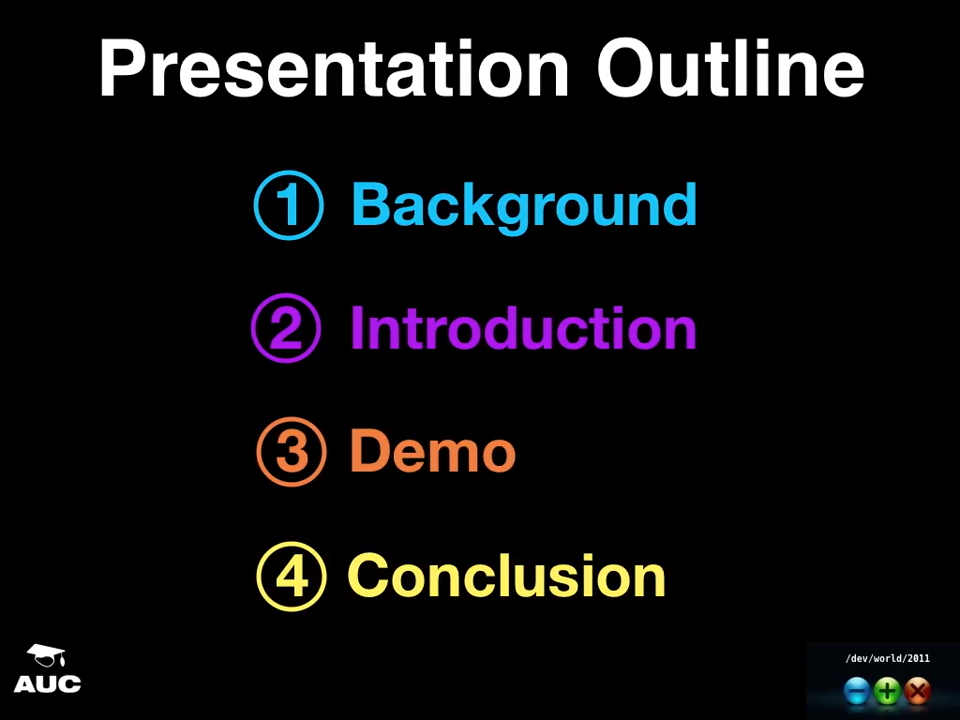 Presentation Outline
① Background
② Introduction
③ Demo
④ Conclusion
AUC
/dev/world/2011